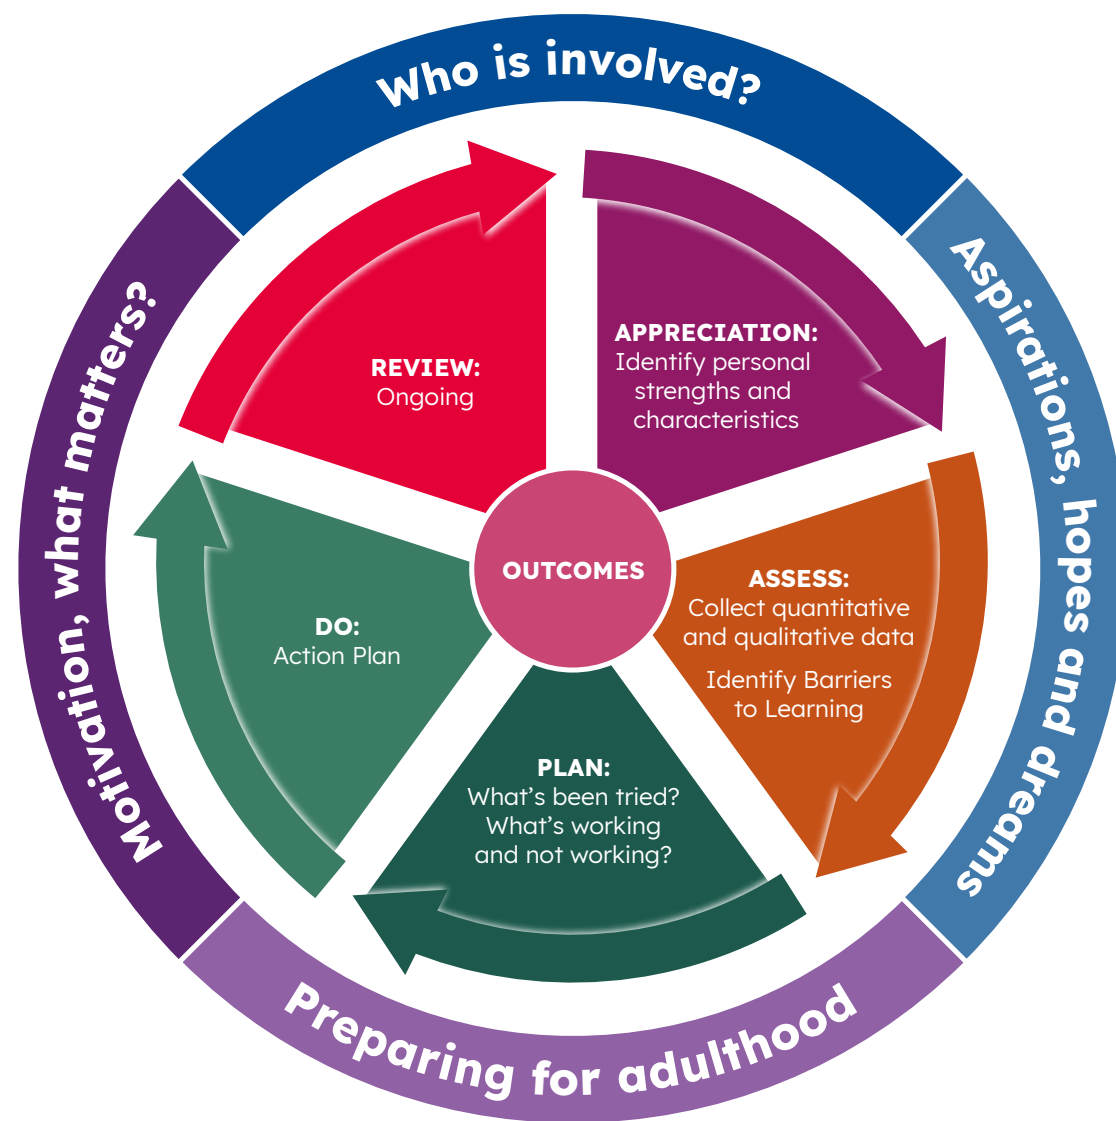 Who is involved?
Aspirations, hopes and dreams
Preparing for adulthood
Motivation, what matters?
APPRECIATION:
Identify personal
strengths and
characteristics
ASSESS:
Collect quantitative
and qualitative data
Identify Barriers
to Learning
PLAN:
What’s been tried?
What’s working
and not working?
DO:
Action Plan
REVIEW:
Ongoing
OUTCOMES